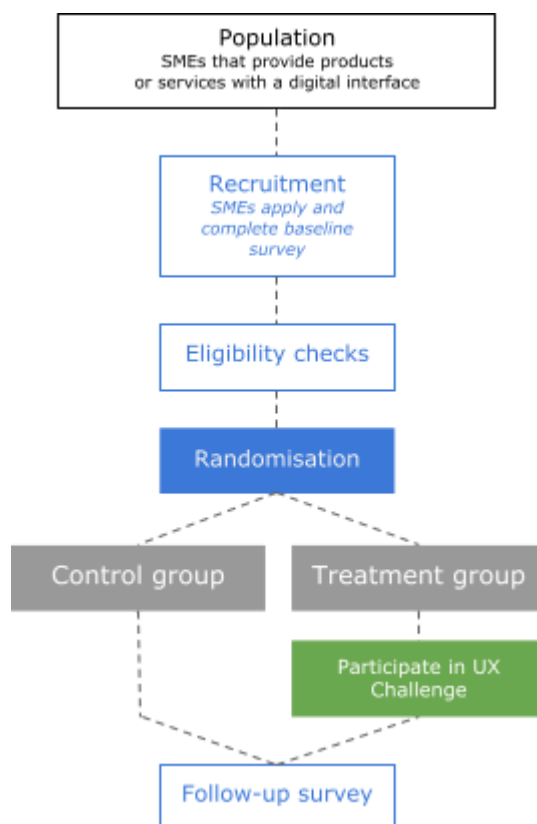 Population
SMEs that provide products
or services with a digital interface
Recruitment
SMEs apply and
complete baseline
survey
Eligibility checks
Randomisation
Control group
Treatment group
Participate in UX
Challenge
Follow-up survey